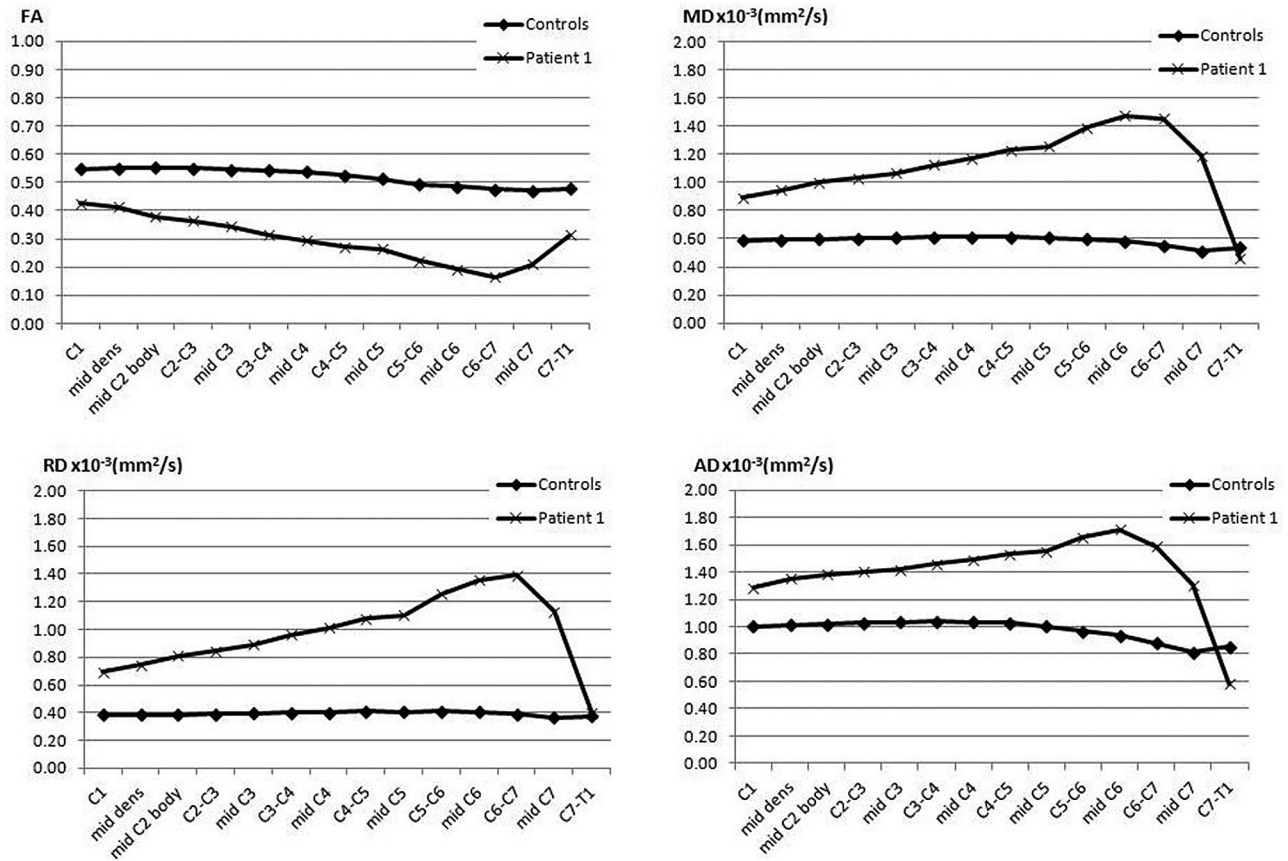 FA
1.00
0.90
0.80
0.70
0.60
0.50
0.40
0.30
0.20
0.10
0.00
Controls
Patient 1
C1
mid dens
mid C2 body
C2-C3
mid C3
C3-C4
mid C4
C4-C5
mid C5
C5-C6
mid C6
C6-C7
mid C7
C7-T1
MD x10⁻³(mm²/s)
2.00
1.80
1.60
1.40
1.20
1.00
0.80
0.60
0.40
0.20
0.00
Controls
Patient 1
C1
mid dens
mid C2 body
C2-C3
mid C3
C3-C4
mid C4
C4-C5
mid C5
C5-C6
mid C6
C6-C7
mid C7
C7-T1
RD x10⁻³(mm²/s)
2.00
1.80
1.60
1.40
1.20
1.00
0.80
0.60
0.40
0.20
0.00
Controls
Patient 1
C1
mid dens
mid C2 body
C2-C3
mid C3
C3-C4
mid C4
C4-C5
mid C5
C5-C6
mid C6
C6-C7
mid C7
C7-T1
AD x10⁻³(mm²/s)
2.00
1.80
1.60
1.40
1.20
1.00
0.80
0.60
0.40
0.20
0.00
Controls
Patient 1
C1
mid dens
mid C2 body
C2-C3
mid C3
C3-C4
mid C4
C4-C5
mid C5
C5-C6
mid C6
C6-C7
mid C7
C7-T1